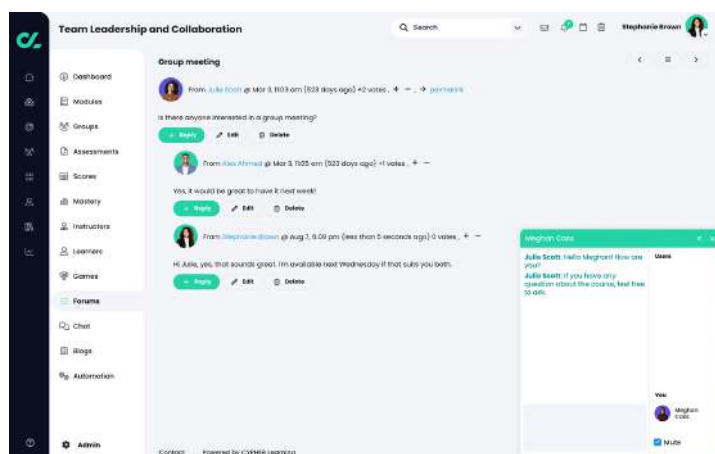 Team Leadership and Collaboration
Search
Stephanie Brown
Dashboard
Modules
Groups
Assessments
Scores
Mastery
Instructors
Learners
Games
Forums
Chat
Blogs
Automation
Admin
Group meeting
From Julie Scott @ Mar 3, 11:03 am (523 days ago) +2 votes , + − , → permalink
Is there anyone interested in a group meeting?
+ Reply Edit Delete
From Alex Ahmed @ Mar 3, 11:05 am (523 days ago) +1 votes , + −
Yes, it would be great to have it next week!
+ Reply Edit Delete
From Stephanie Brown @ Aug 7, 6:09 pm (less than 5 seconds ago) 0 votes , + −
Hi Julie, yes, that sounds great. I'm available next Wednesday if that suits you both.
+ Reply Edit Delete
Contact Powered by CYPHER Learning
Meghan Cass
Julie Scott: Hello Meghan! How are
you?
Julie Scott: If you have any
question about the course, feel free
to ask.
Users
You
Meghan
Cass
Mute